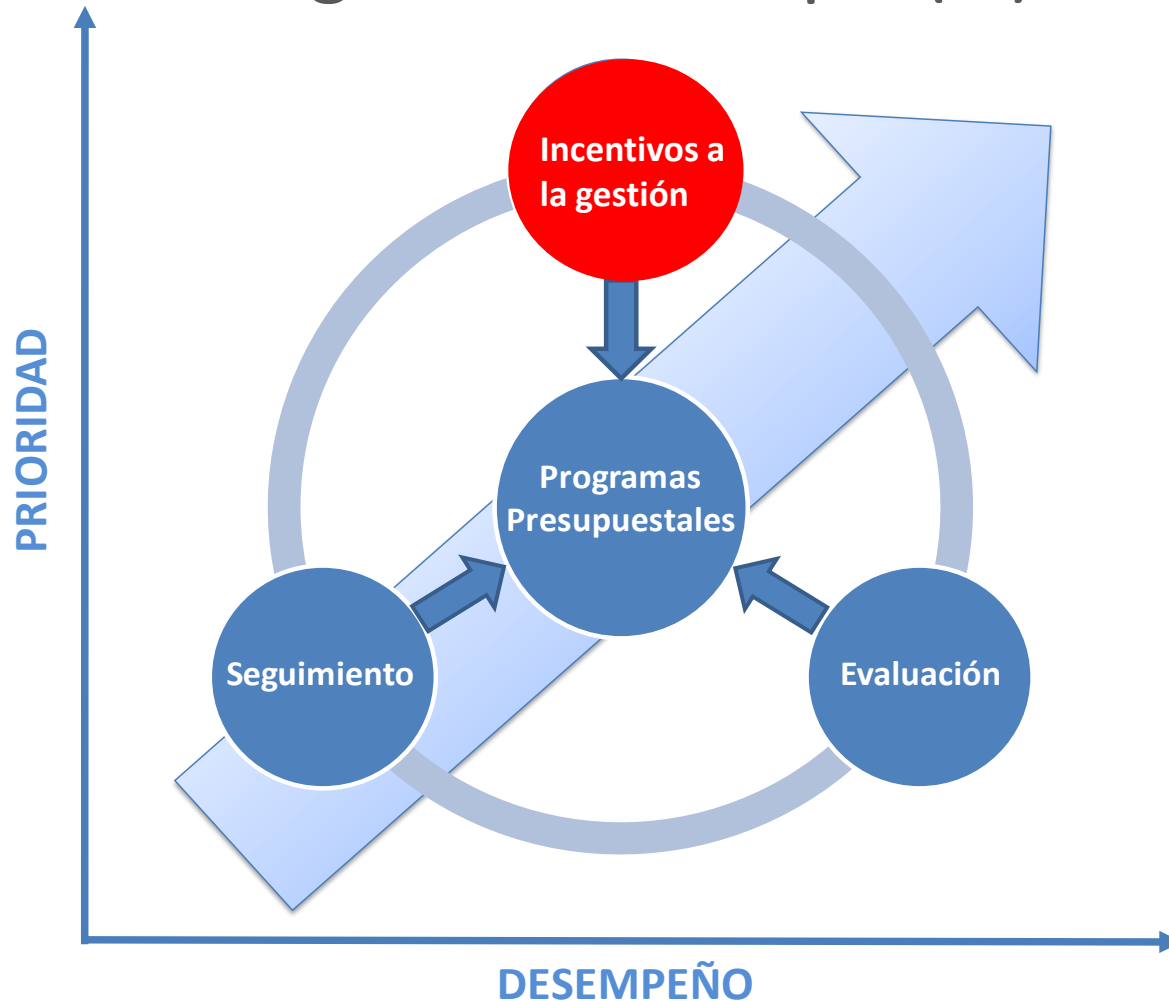 Incentivos a
la gestión
PRIORIDAD
Programas
Presupuestales
Seguimiento
Evaluación
DESEMPEÑO